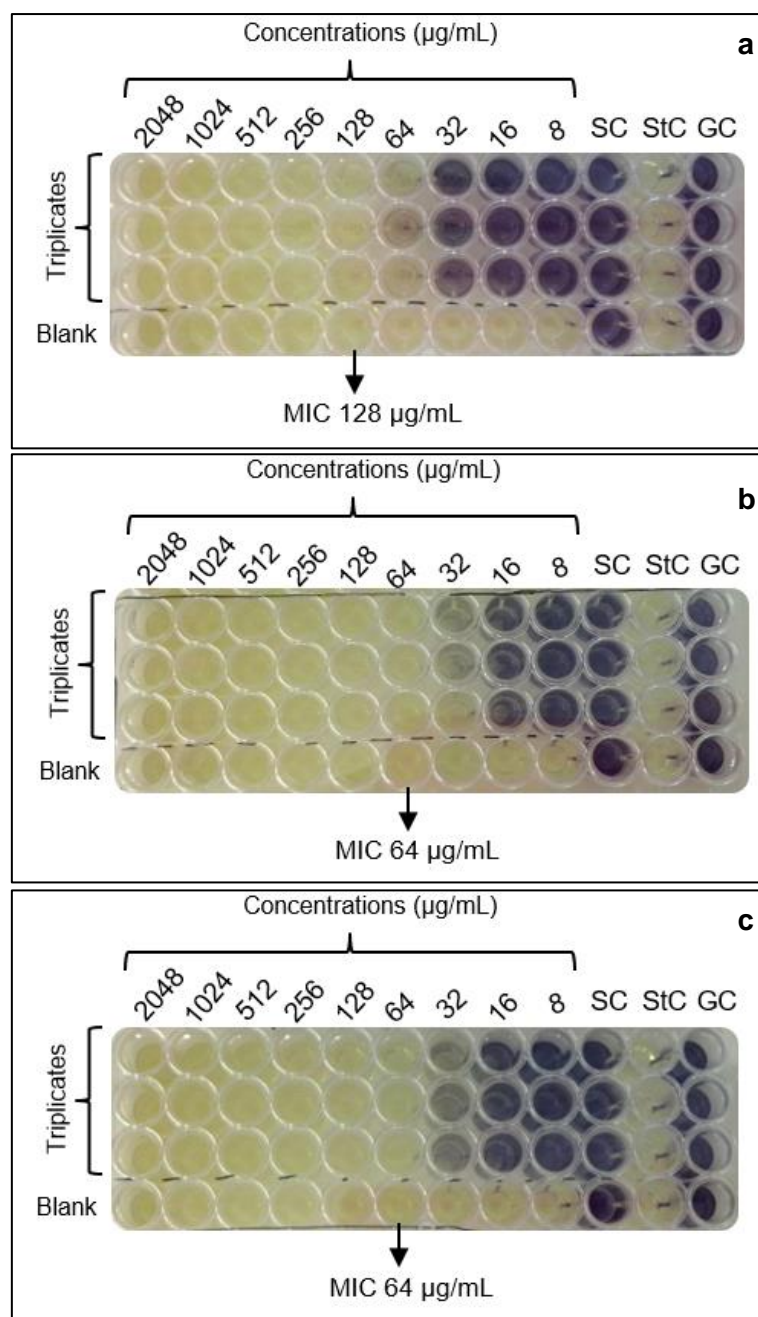 Concentrations (µg/mL)
a
2048 1024 512 256 128 64 32 16 8 SC StC GC
Triplicates
Blank
MIC 128 µg/mL
Concentrations (µg/mL)
b
2048 1024 512 256 128 64 32 16 8 SC StC GC
Triplicates
Blank
MIC 64 µg/mL
Concentrations (µg/mL)
c
2048 1024 512 256 128 64 32 16 8 SC StC GC
Triplicates
Blank
MIC 64 µg/mL